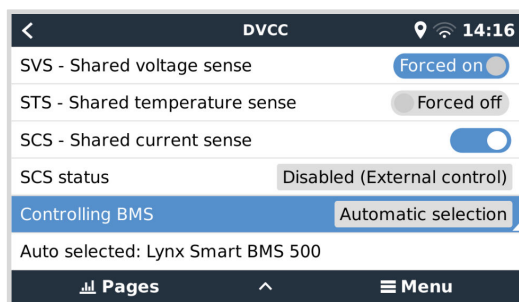 DVCC 14:16
SVS - Shared voltage sense Forced on
STS - Shared temperature sense Forced off
SCS - Shared current sense
SCS status Disabled (External control)
Controlling BMS Automatic selection
Auto selected: Lynx Smart BMS 500
Pages Menu